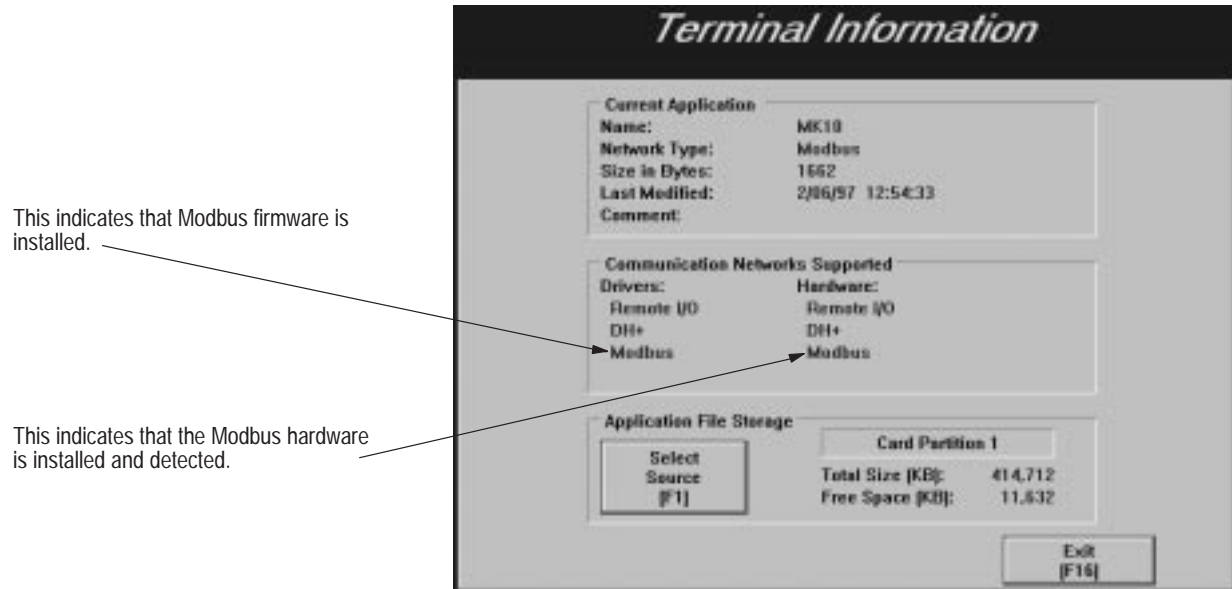 Terminal Information
Current Application
Name: MK10
Network Type: Modbus
Size in Bytes: 1662
Last Modified: 2/06/97 12:54:33
Comment:
This indicates that Modbus firmware is
installed.
Communication Networks Supported
Drivers: Hardware:
Remote I/O Remote I/O
DH+ DH+
Modbus Modbus
This indicates that the Modbus hardware
is installed and detected.
Application File Storage
Select
Source
[F1]
Card Partition 1
Total Size [KB]: 414,712
Free Space [KB]: 11,632
Exit
[F16]